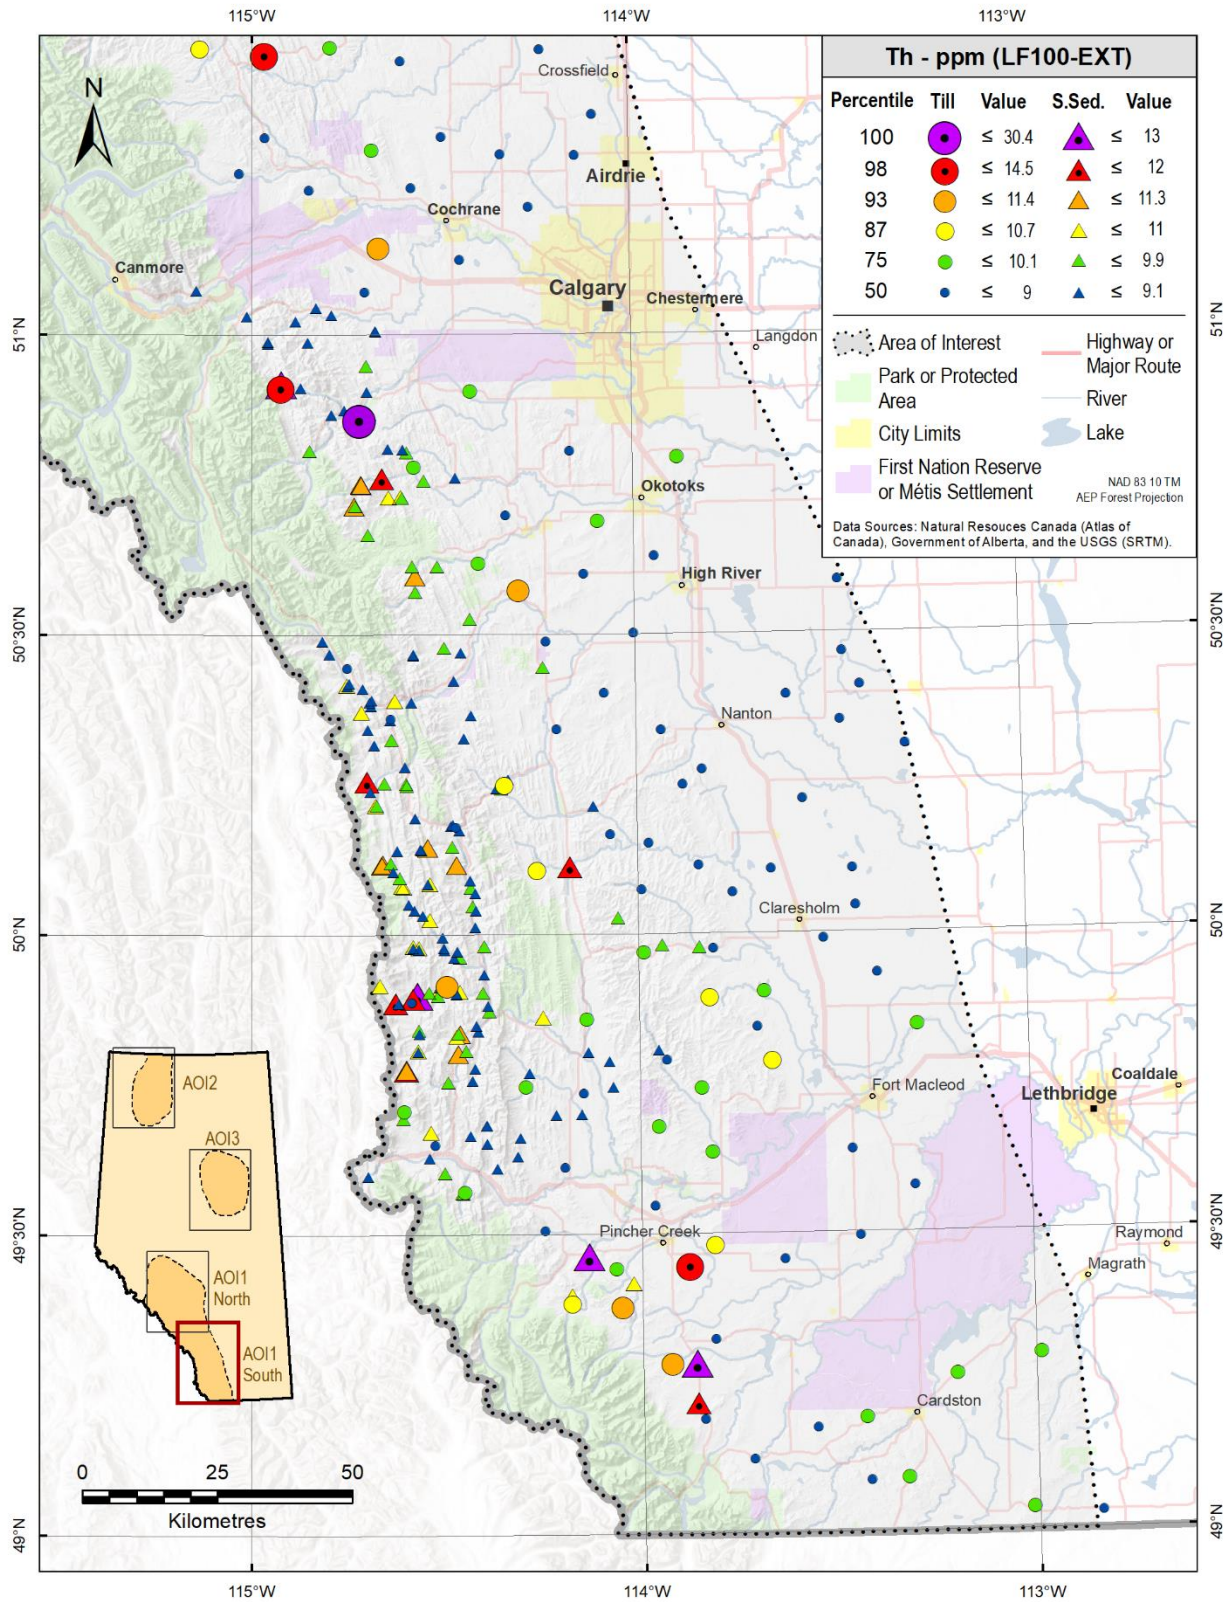 115°W 114°W 113°W
Th - ppm (LF100-EXT)
Percentile Till Value S.Sed. Value
100 ≤ 30.4 ≤ 13
98 ≤ 14.5 ≤ 12
93 ≤ 11.4 ≤ 11.3
87 ≤ 10.7 ≤ 11
75 ≤ 10.1 ≤ 9.9
50 ≤ 9 ≤ 9.1
Area of Interest
Park or Protected
Area
City Limits
First Nation Reserve
or Métis Settlement
Highway or
Major Route
River
Lake
NAD 83 10 TM
AEP Forest Projection
Data Sources: Natural Resouces Canada (Atlas of
Canada), Government of Alberta, and the USGS (SRTM).
N
Crossfield
Airdrie
Cochrane
Canmore
Calgary
Chestermere
Langdon
51°N
51°N
Okotoks
High River
50°30'N
50°30'N
Nanton
Claresholm
50°N
50°N
Fort Macleod
Coaldale
Lethbridge
Pincher Creek
Raymond
Magrath
49°30'N
49°30'N
Cardston
49°N
49°N
AOI2
AOI3
AOI1
North
AOI1
South
0 25 50
Kilometres
115°W 114°W 113°W